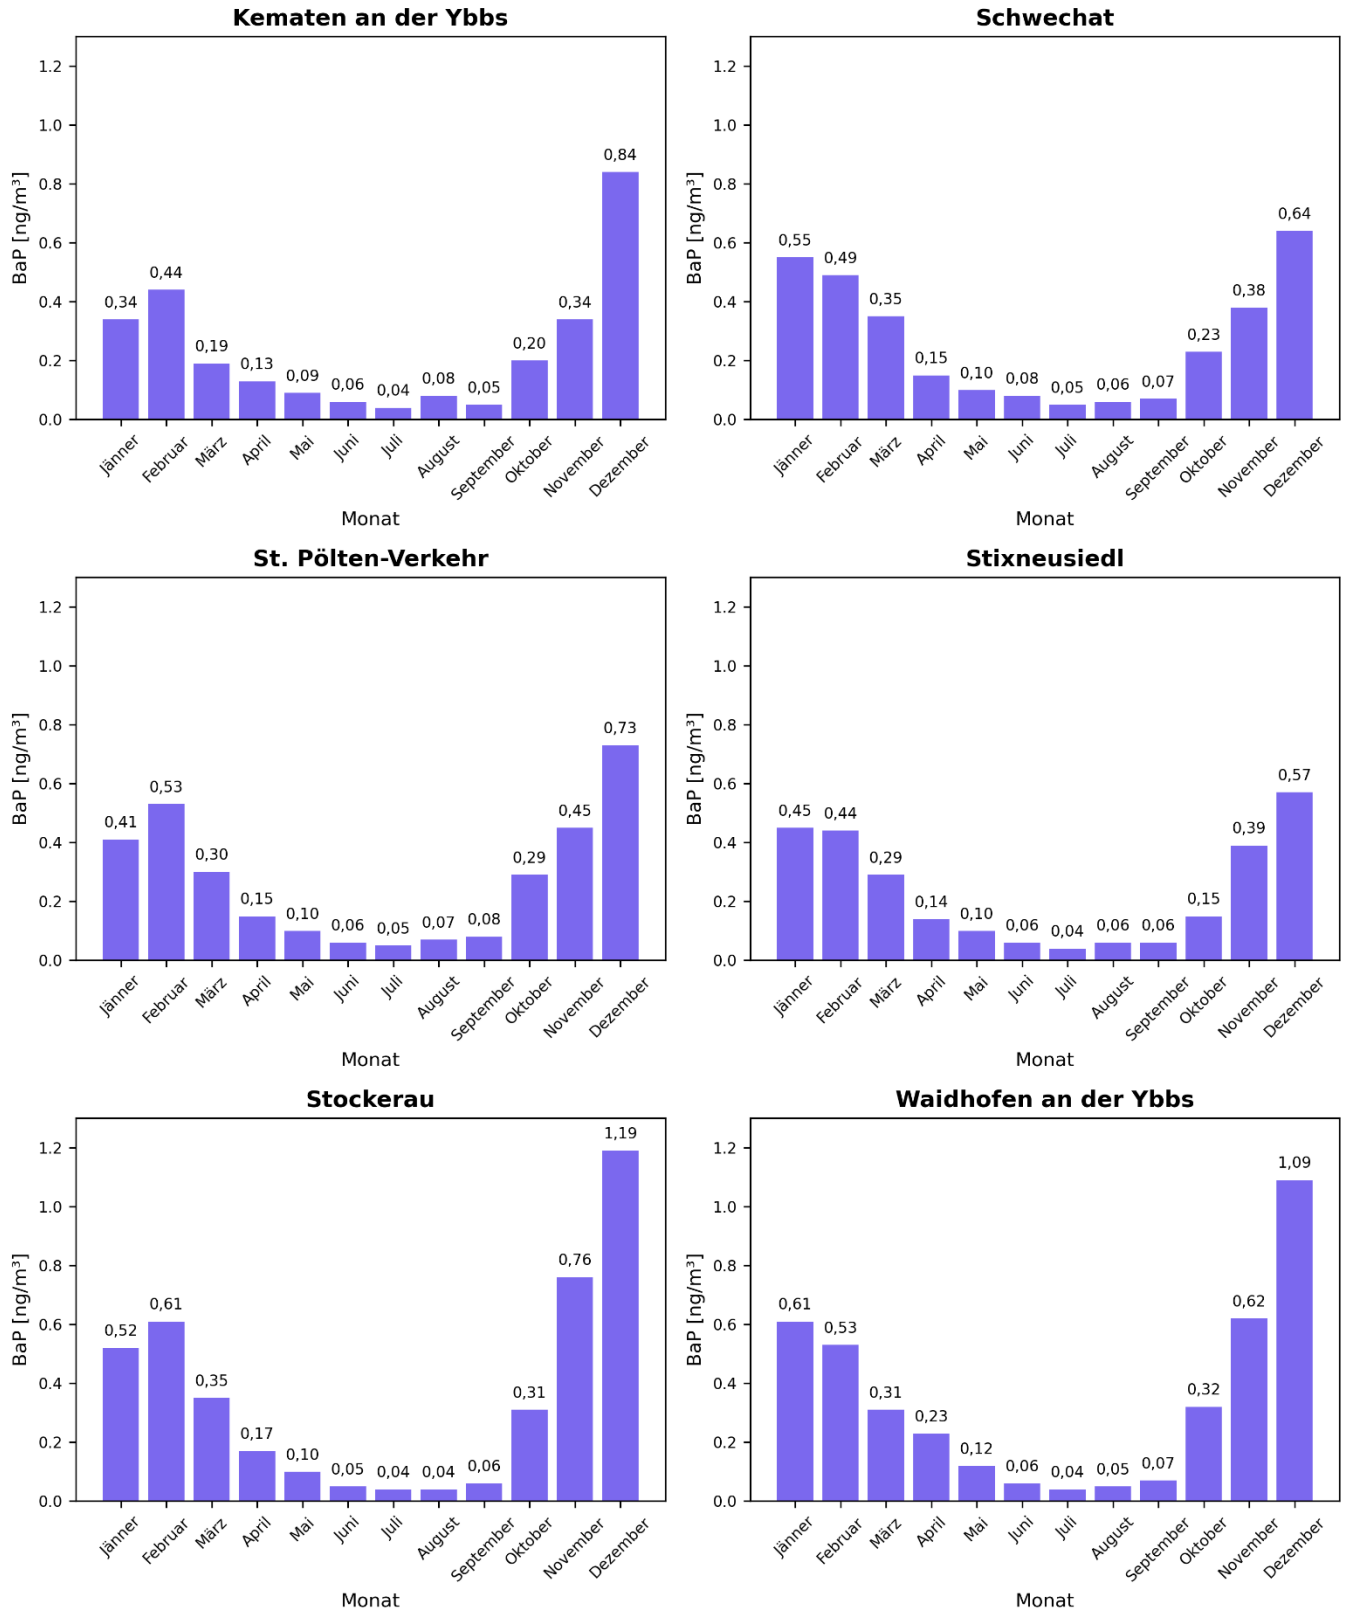 Kematen an der Ybbs
BaP [ng/m³]
1.2
1.0
0.8
0.6
0.4
0.2
0.0
0,34
0,44
0,19
0,13
0,09
0,06
0,04
0,08
0,05
0,20
0,34
0,84
Jänner
Februar
März
April
Mai
Juni
Juli
August
September
Oktober
November
Dezember
Monat
Schwechat
BaP [ng/m³]
1.2
1.0
0.8
0.6
0.4
0.2
0.0
0,55
0,49
0,35
0,15
0,10
0,08
0,05
0,06
0,07
0,23
0,38
0,64
Jänner
Februar
März
April
Mai
Juni
Juli
August
September
Oktober
November
Dezember
Monat
St. Pölten-Verkehr
BaP [ng/m³]
1.2
1.0
0.8
0.6
0.4
0.2
0.0
0,41
0,53
0,30
0,15
0,10
0,06
0,05
0,07
0,08
0,29
0,45
0,73
Jänner
Februar
März
April
Mai
Juni
Juli
August
September
Oktober
November
Dezember
Monat
Stixneusiedl
BaP [ng/m³]
1.2
1.0
0.8
0.6
0.4
0.2
0.0
0,45
0,44
0,29
0,14
0,10
0,06
0,04
0,06
0,06
0,15
0,39
0,57
Jänner
Februar
März
April
Mai
Juni
Juli
August
September
Oktober
November
Dezember
Monat
Stockerau
BaP [ng/m³]
1.2
1.0
0.8
0.6
0.4
0.2
0.0
0,52
0,61
0,35
0,17
0,10
0,05
0,04
0,04
0,06
0,31
0,76
1,19
Jänner
Februar
März
April
Mai
Juni
Juli
August
September
Oktober
November
Dezember
Monat
Waidhofen an der Ybbs
BaP [ng/m³]
1.2
1.0
0.8
0.6
0.4
0.2
0.0
0,61
0,53
0,31
0,23
0,12
0,06
0,04
0,05
0,07
0,32
0,62
1,09
Jänner
Februar
März
April
Mai
Juni
Juli
August
September
Oktober
November
Dezember
Monat